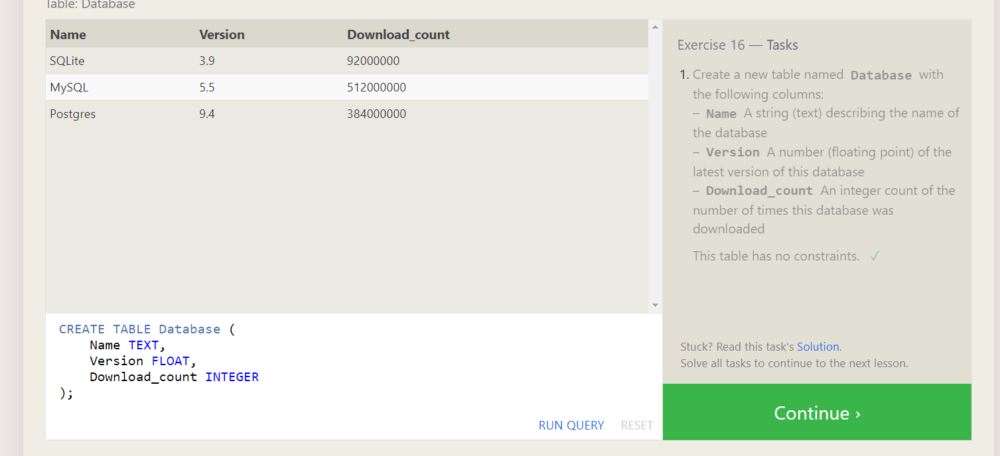 Table: Database
Name Version Download_count
SQLite 3.9 92000000
MySQL 5.5 512000000
Postgres 9.4 384000000
CREATE TABLE Database (
    Name TEXT,
    Version FLOAT,
    Download_count INTEGER
);
RUN QUERY RESET
Exercise 16 — Tasks
1. Create a new table named Database with
the following columns:
– Name A string (text) describing the name of
the database
– Version A number (floating point) of the
latest version of this database
– Download_count An integer count of the
number of times this database was
downloaded
This table has no constraints. ✓
Stuck? Read this task's Solution.
Solve all tasks to continue to the next lesson.
Continue ›